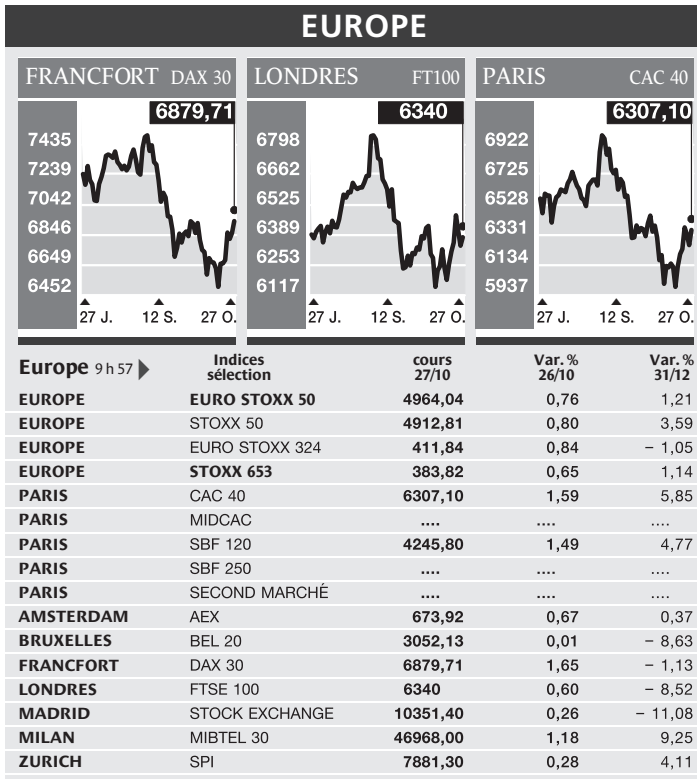 EUROPE
FRANCFORT DAX 30
6879,71
7435
7239
7042
6846
6649
6452
27 J. 12 S. 27 O.
LONDRES FT100
6340
6798
6662
6525
6389
6253
6117
27 J. 12 S. 27 O.
PARIS CAC 40
6307,10
6922
6725
6528
6331
6134
5937
27 J. 12 S. 27 O.
Europe 9 h 57 Indices sélection cours 27/10 Var. % 26/10 Var. % 31/12
EUROPE EURO STOXX 50 4964,04 0,76 1,21
EUROPE STOXX 50 4912,81 0,80 3,59
EUROPE EURO STOXX 324 411,84 0,84 – 1,05
EUROPE STOXX 653 383,82 0,65 1,14
PARIS CAC 40 6307,10 1,59 5,85
PARIS MIDCAC .... .... ....
PARIS SBF 120 4245,80 1,49 4,77
PARIS SBF 250 .... .... ....
PARIS SECOND MARCHÉ .... .... ....
AMSTERDAM AEX 673,92 0,67 0,37
BRUXELLES BEL 20 3052,13 0,01 – 8,63
FRANCFORT DAX 30 6879,71 1,65 – 1,13
LONDRES FTSE 100 6340 0,60 – 8,52
MADRID STOCK EXCHANGE 10351,40 0,26 – 11,08
MILAN MIBTEL 30 46968,00 1,18 9,25
ZURICH SPI 7881,30 0,28 4,11